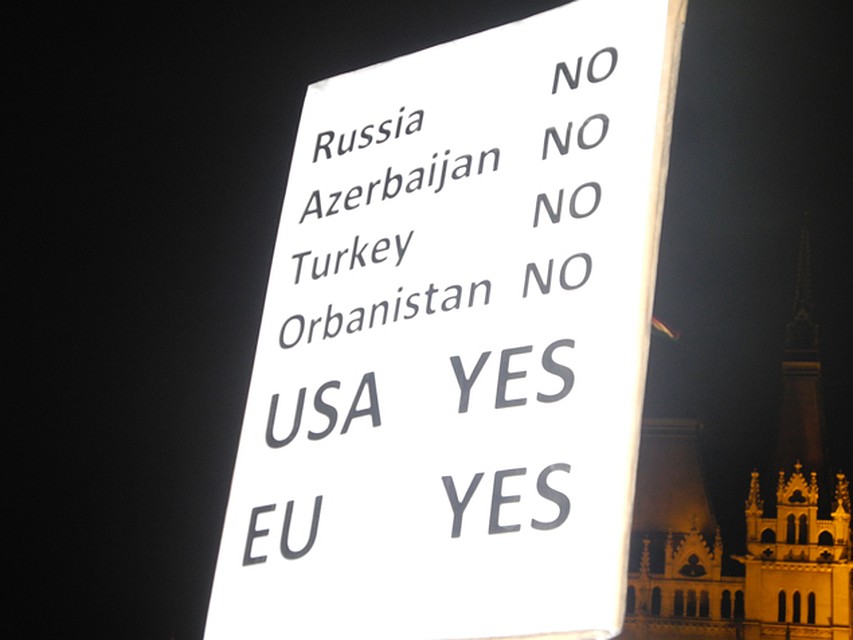 Russia NO
Azerbaijan NO
Turkey NO
Orbanistan NO
USA YES
EU YES